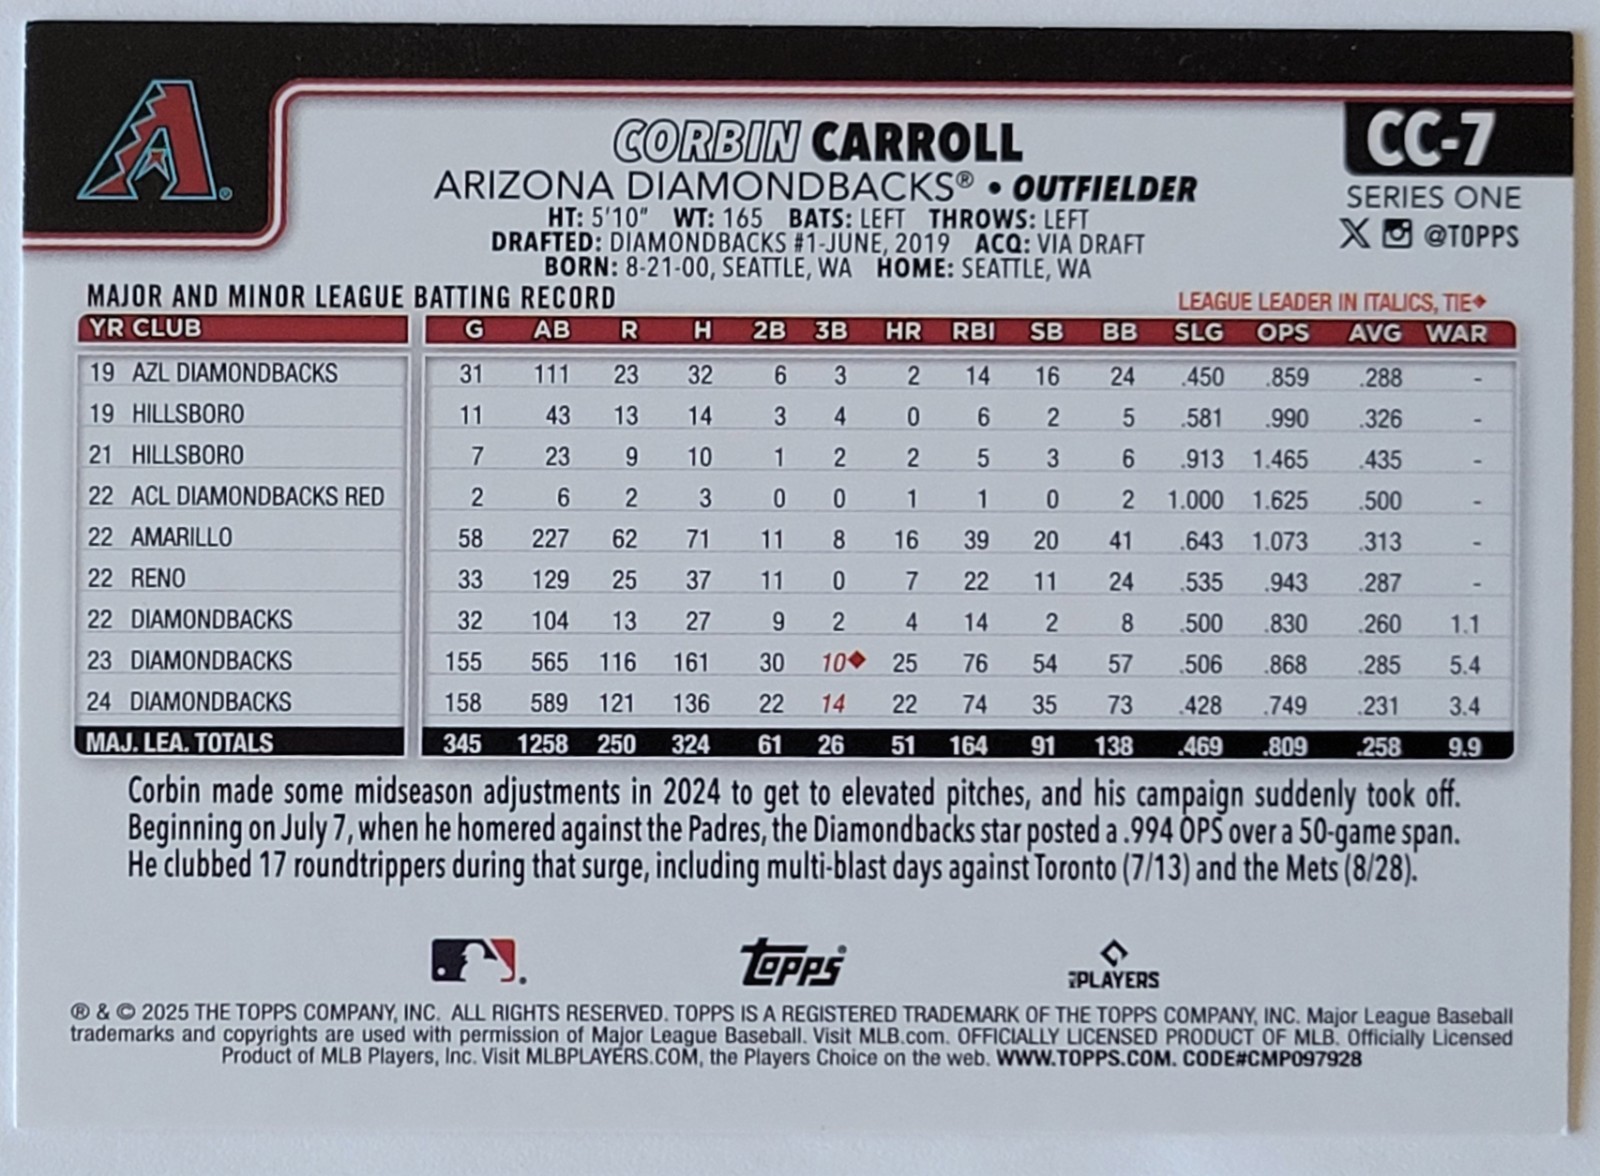 CORBIN CARROLL
CC-7
ARIZONA DIAMONDBACKS® • OUTFIELDER
SERIES ONE
HT: 5'10" WT: 165 BATS: LEFT THROWS: LEFT
@TOPPS
DRAFTED: DIAMONDBACKS #1-JUNE, 2019 ACQ: VIA DRAFT
BORN: 8-21-00, SEATTLE, WA HOME: SEATTLE, WA
MAJOR AND MINOR LEAGUE BATTING RECORD
LEAGUE LEADER IN ITALICS, TIE◆
YR CLUB G AB R H 2B 3B HR RBI SB BB SLG OPS AVG WAR
19 AZL DIAMONDBACKS 31 111 23 32 6 3 2 14 16 24 .450 .859 .288 -
19 HILLSBORO 11 43 13 14 3 4 0 6 2 5 .581 .990 .326 -
21 HILLSBORO 7 23 9 10 1 2 2 5 3 6 .913 1.465 .435 -
22 ACL DIAMONDBACKS RED 2 6 2 3 0 0 1 1 0 2 1.000 1.625 .500 -
22 AMARILLO 58 227 62 71 11 8 16 39 20 41 .643 1.073 .313 -
22 RENO 33 129 25 37 11 0 7 22 11 24 .535 .943 .287 -
22 DIAMONDBACKS 32 104 13 27 9 2 4 14 2 8 .500 .830 .260 1.1
23 DIAMONDBACKS 155 565 116 161 30 10◆ 25 76 54 57 .506 .868 .285 5.4
24 DIAMONDBACKS 158 589 121 136 22 14 22 74 35 73 .428 .749 .231 3.4
MAJ. LEA. TOTALS 345 1258 250 324 61 26 51 164 91 138 .469 .809 .258 9.9
Corbin made some midseason adjustments in 2024 to get to elevated pitches, and his campaign suddenly took off.
Beginning on July 7, when he homered against the Padres, the Diamondbacks star posted a .994 OPS over a 50-game span.
He clubbed 17 roundtrippers during that surge, including multi-blast days against Toronto (7/13) and the Mets (8/28).
Topps®
PLAYERS
® & © 2025 THE TOPPS COMPANY, INC. ALL RIGHTS RESERVED. TOPPS IS A REGISTERED TRADEMARK OF THE TOPPS COMPANY, INC. Major League Baseball
trademarks and copyrights are used with permission of Major League Baseball. Visit MLB.com. OFFICIALLY LICENSED PRODUCT OF MLB. Officially Licensed
Product of MLB Players, Inc. Visit MLBPLAYERS.COM, the Players Choice on the web. WWW.TOPPS.COM. CODE#CMP097928